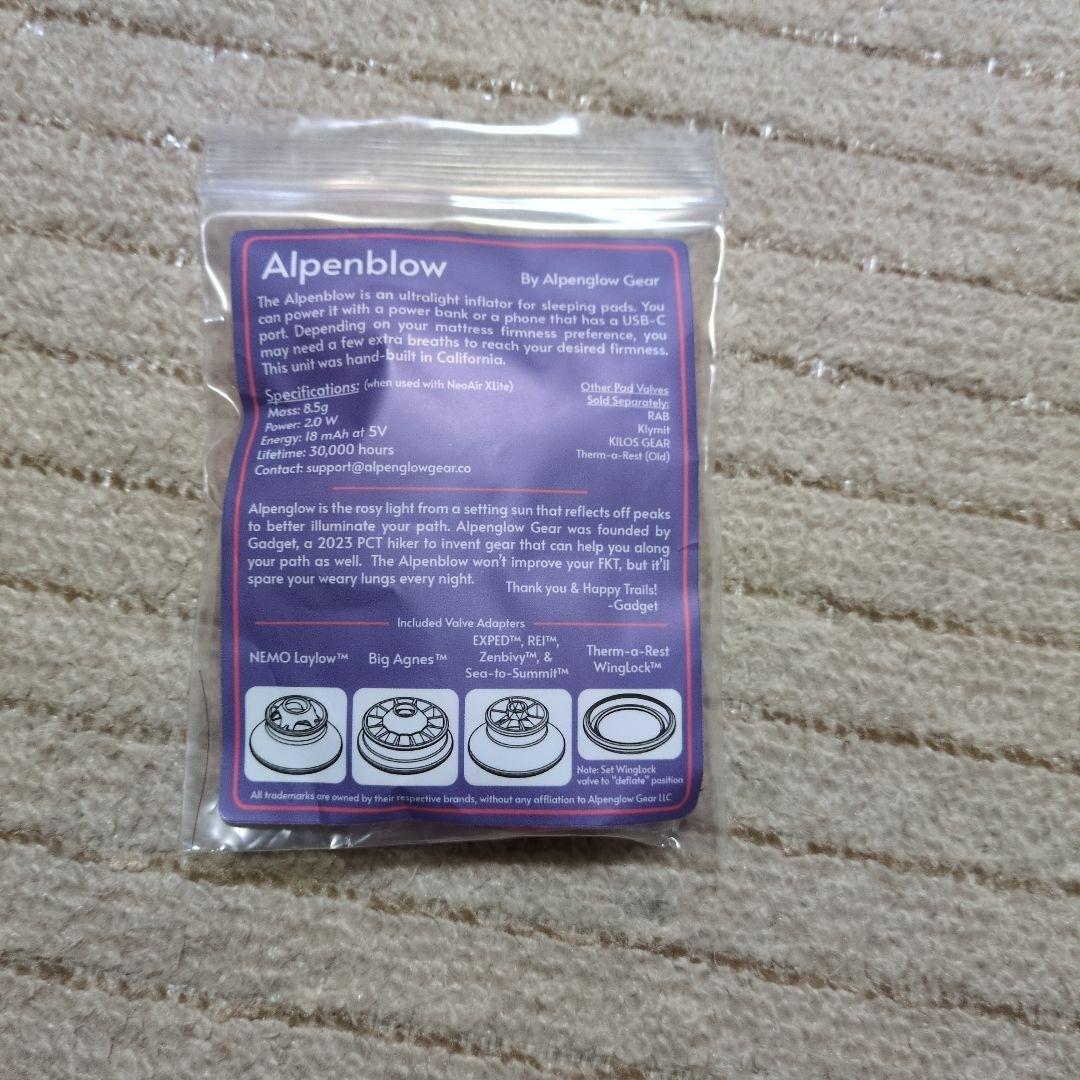 Alpenblow
By Alpenglow Gear
The Alpenblow is an ultralight inflator for sleeping pads. You
can power it with a power bank or a phone that has a USB-C
port. Depending on your mattress firmness preference, you
may need a few extra breaths to reach your desired firmness.
This unit was hand-built in California.
Specifications: (when used with NeoAir XLite)
Mass: 8.5g
Power: 2.0 W
Energy: 18 mAh at 5V
Lifetime: 30,000 hours
Contact: support@alpenglowgear.co
Other Pad Valves
Sold Separately:
RAB
Klymit
KILOS GEAR
Therm-a-Rest (Old)
Alpenglow is the rosy light from a setting sun that reflects off peaks
to better illuminate your path. Alpenglow Gear was founded by
Gadget, a 2023 PCT hiker to invent gear that can help you along
your path as well. The Alpenblow won't improve your FKT, but it'll
spare your weary lungs every night.
Thank you & Happy Trails!
-Gadget
Included Valve Adapters
NEMO Laylow™
Big Agnes™
EXPED™, REI™,
Zenbivy™, &
Sea-to-Summit™
Therm-a-Rest
WingLock™
Note: Set WingLock
valve to "deflate" position
All trademarks are owned by their respective brands, without any affliation to Alpenglow Gear LLC